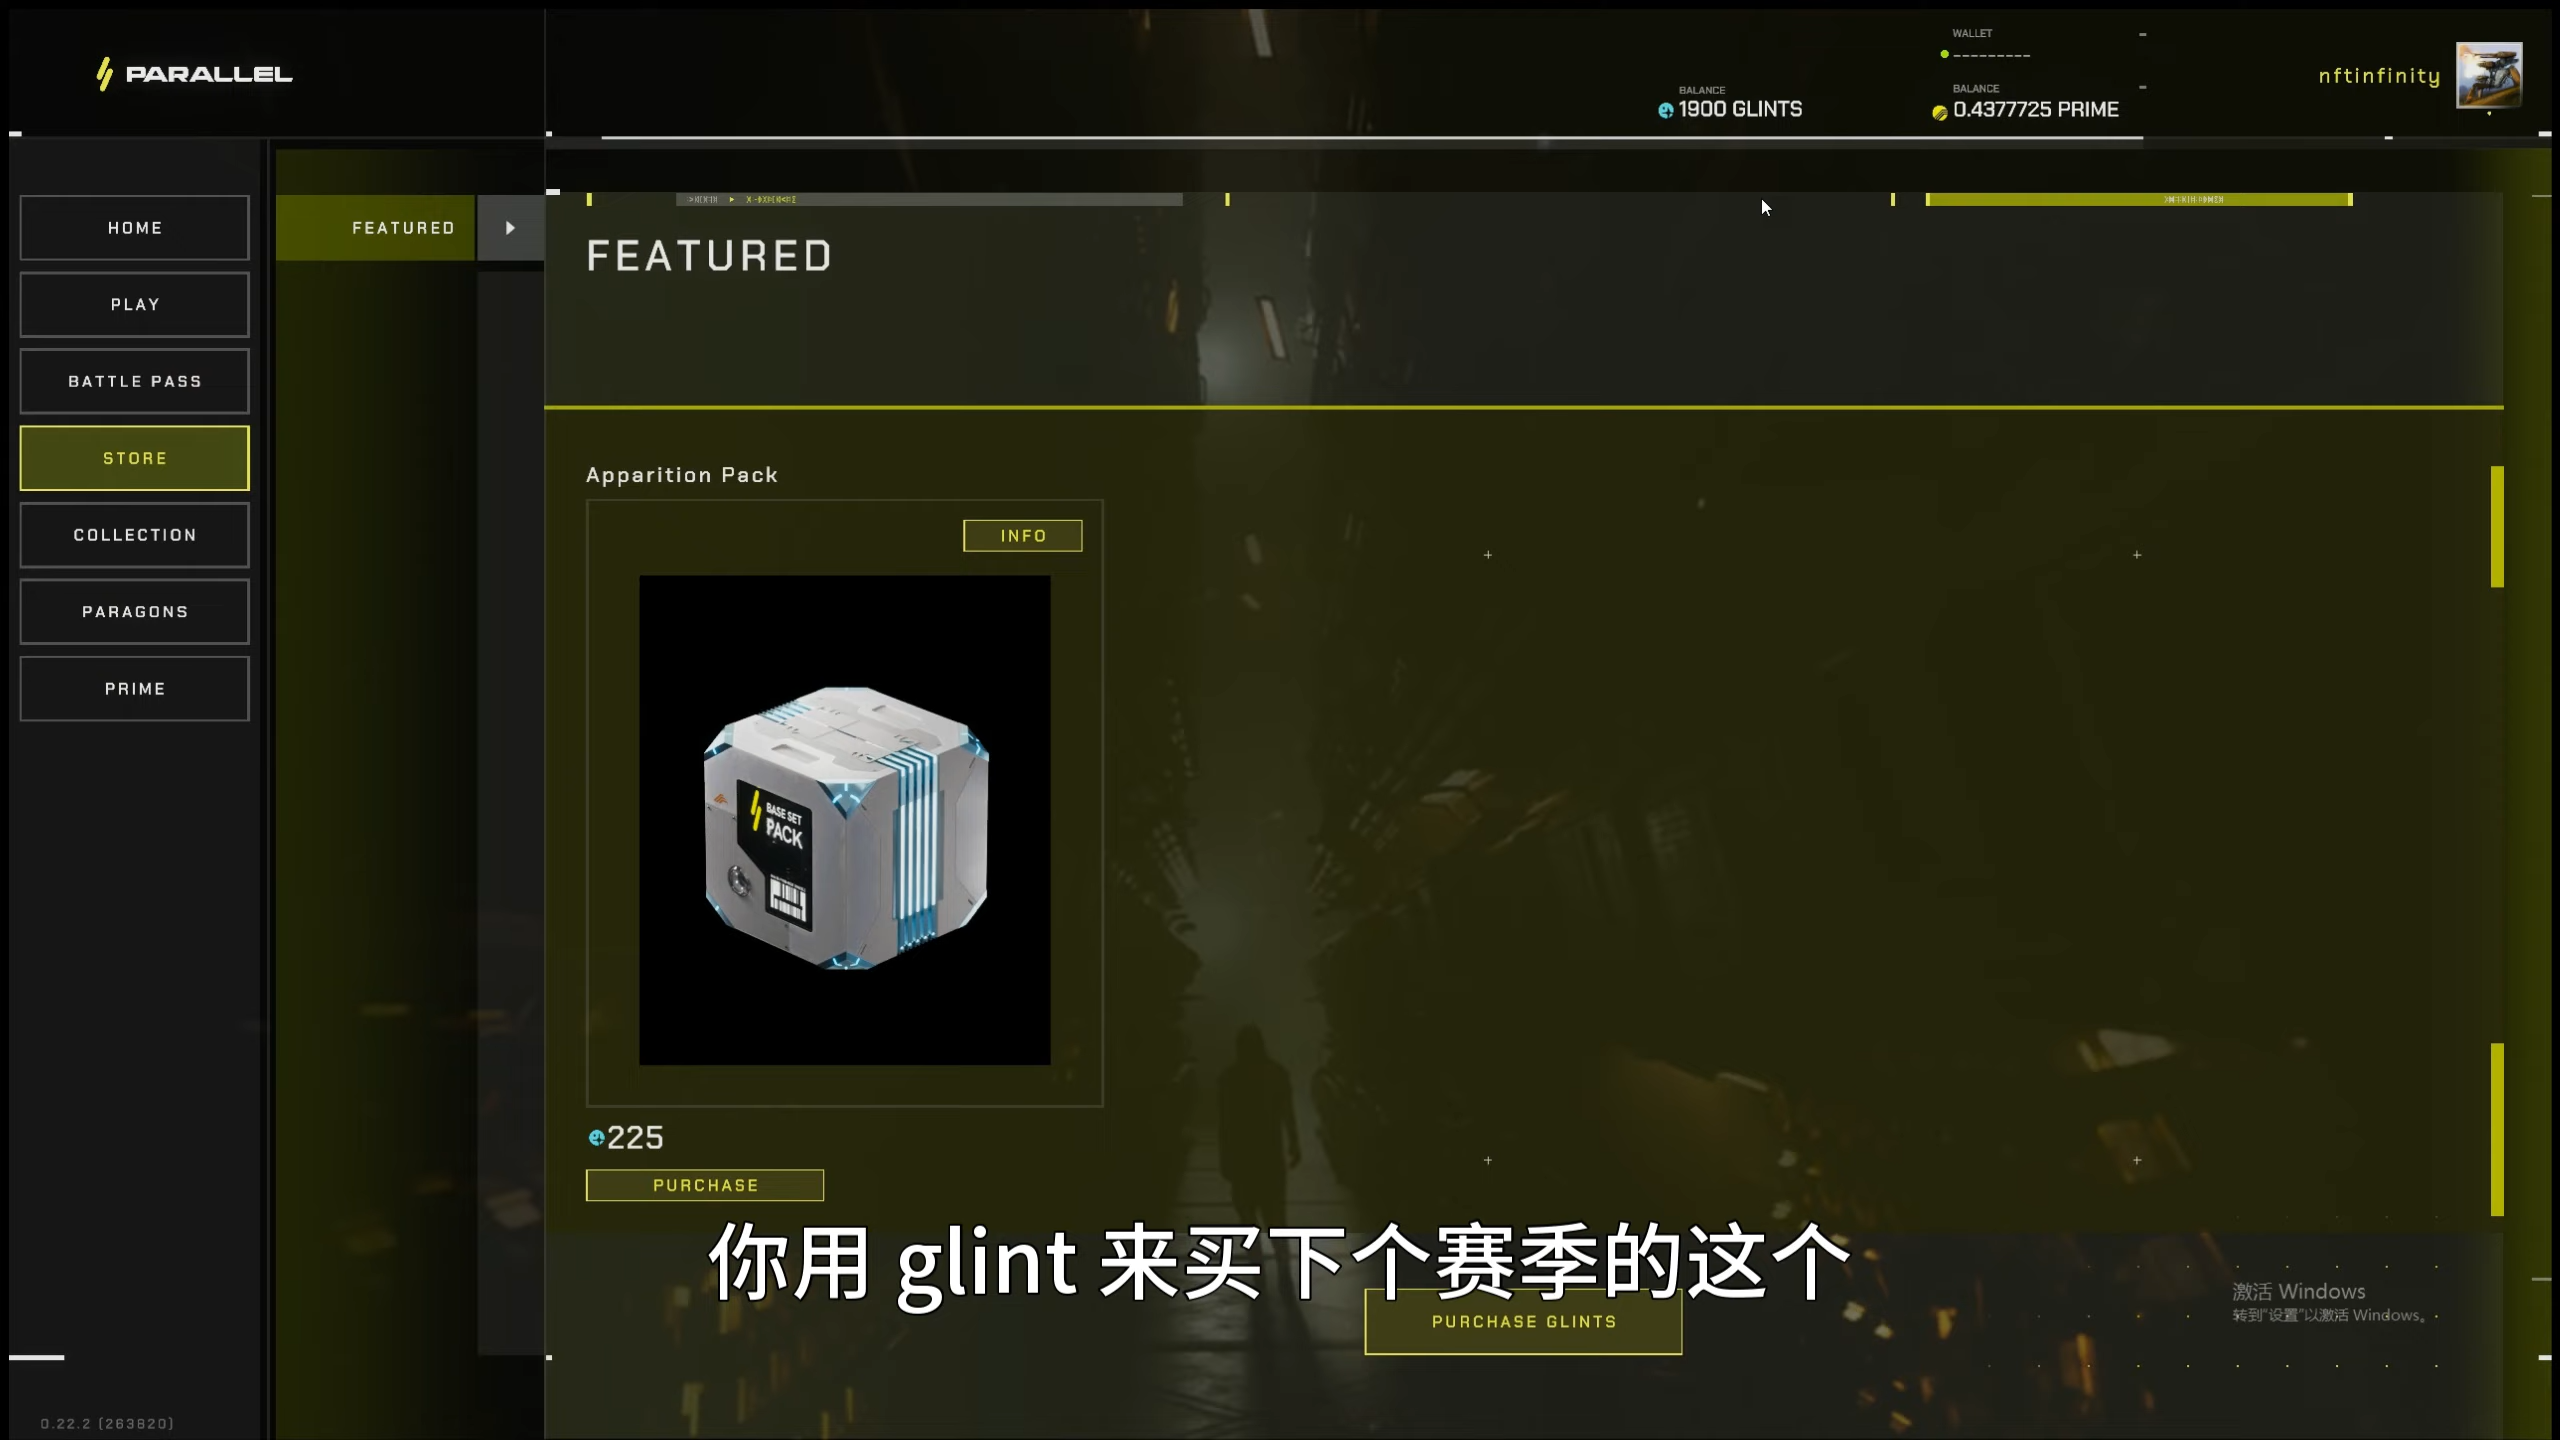 PARALLEL
WALLET
BALANCE
1900 GLINTS
BALANCE
0.4377725 PRIME
nftinfinity
HOME
PLAY
BATTLE PASS
STORE
COLLECTION
PARAGONS
PRIME
FEATURED
FEATURED
Apparition Pack
INFO
BASE SET
PACK
225
PURCHASE
你用 glint 来买下个赛季的这个
PURCHASE GLINTS
激活 Windows
转到“设置”以激活 Windows。
0.22.2 (263820)